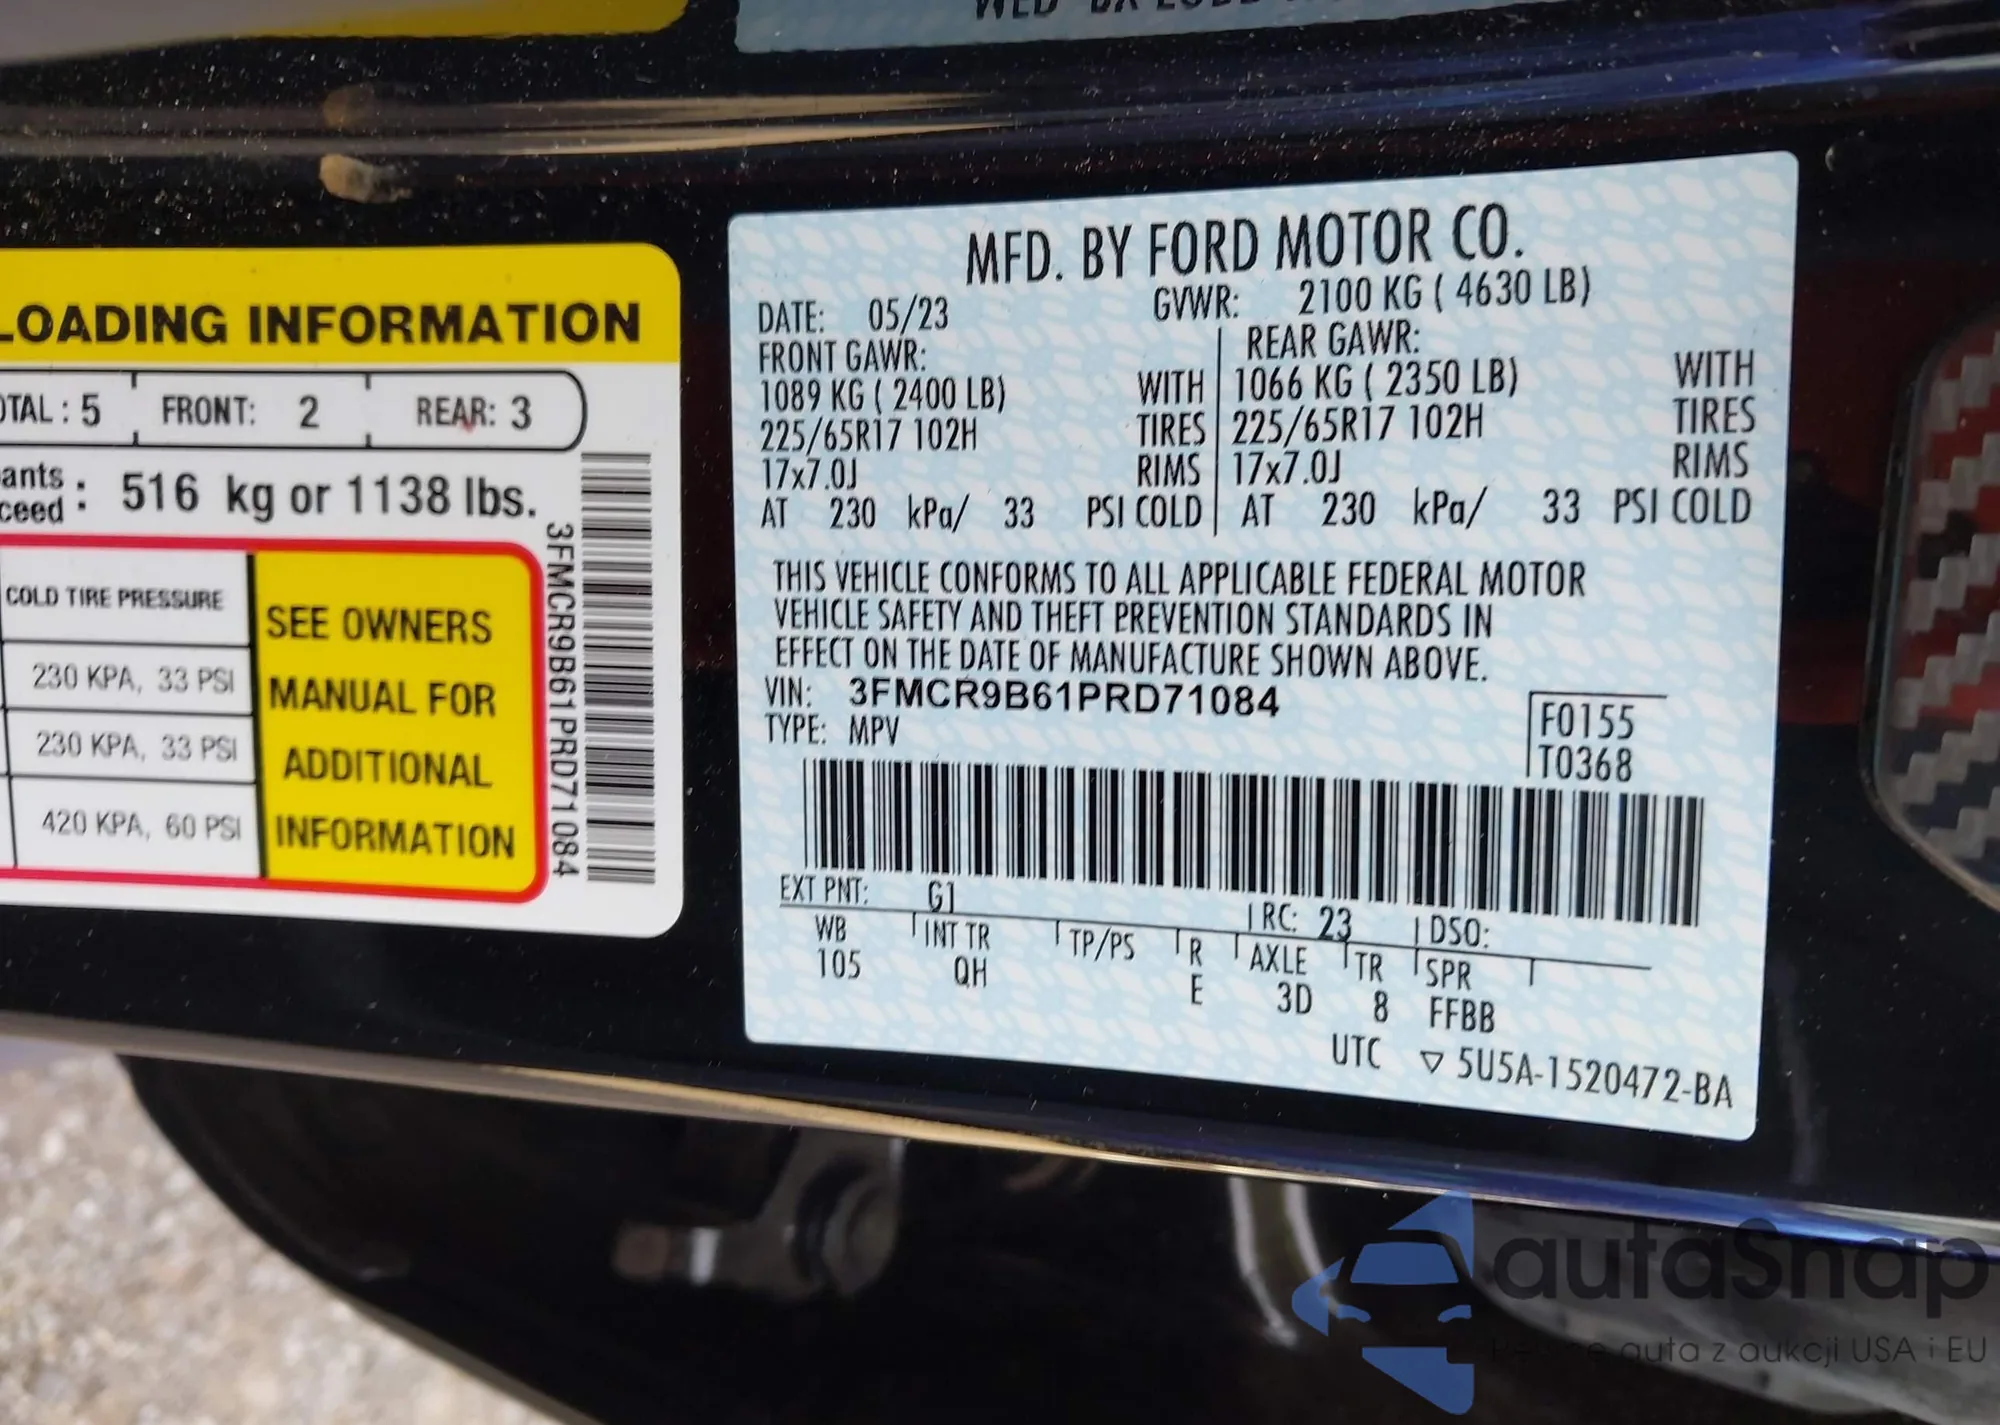 LOADING INFORMATION
OTAL : 5 FRONT: 2 REAR: 3
ants
ceed : 516 kg or 1138 lbs.
COLD TIRE PRESSURE
230 KPA, 33 PSI
230 KPA, 33 PSI
420 KPA, 60 PSI
SEE OWNERS
MANUAL FOR
ADDITIONAL
INFORMATION
3FMCR9B61PRD71084
MFD. BY FORD MOTOR CO.
DATE: 05/23 GVWR: 2100 KG ( 4630 LB)
FRONT GAWR: REAR GAWR:
1089 KG ( 2400 LB) WITH 1066 KG ( 2350 LB) WITH
225/65R17 102H TIRES 225/65R17 102H TIRES
17x7.0J RIMS 17x7.0J RIMS
AT 230 kPa/ 33 PSI COLD AT 230 kPa/ 33 PSI COLD
THIS VEHICLE CONFORMS TO ALL APPLICABLE FEDERAL MOTOR
VEHICLE SAFETY AND THEFT PREVENTION STANDARDS IN
EFFECT ON THE DATE OF MANUFACTURE SHOWN ABOVE.
VIN: 3FMCR9B61PRD71084
TYPE: MPV
F0155
T0368
EXT PNT: G1 RC: 23 DSO:
WB INT TR TP/PS R AXLE TR SPR
105 QH E 3D 8 FFBB
UTC ▽ 5U5A-1520472-BA
autaSnap
auta z aukcji USA i EU